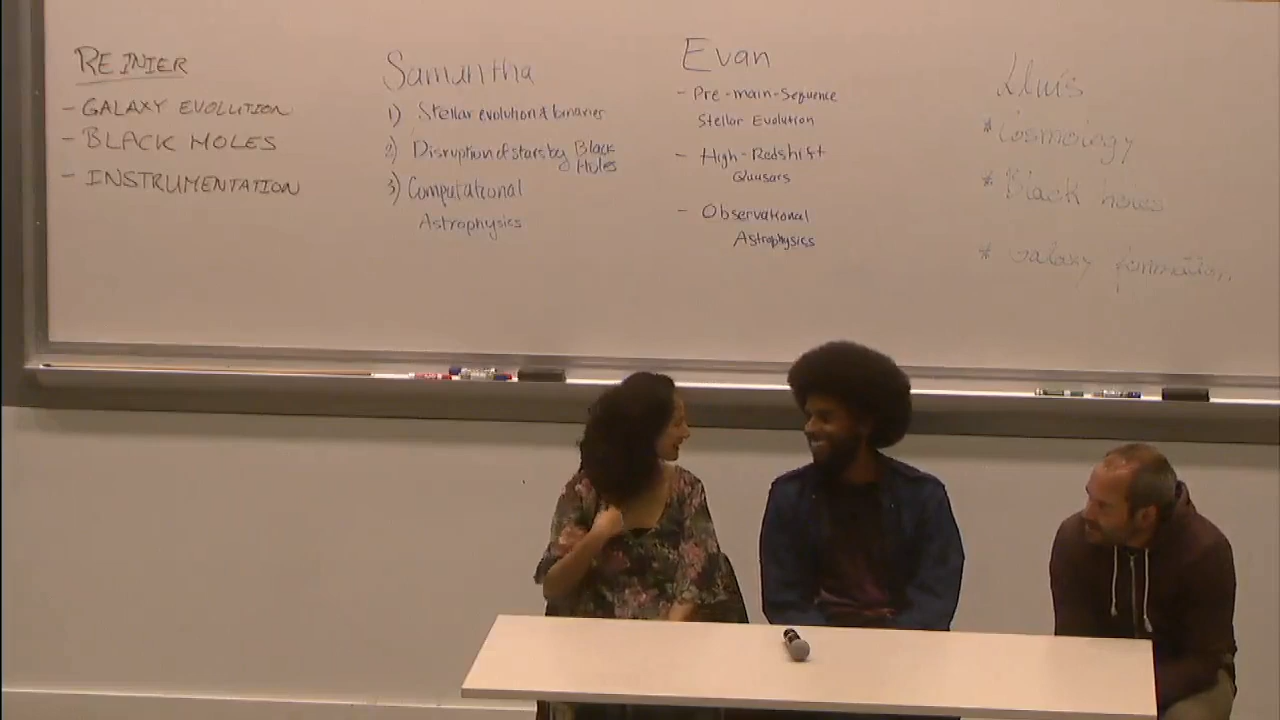 REINIER
- GALAXY EVOLUTION
- BLACK HOLES
- INSTRUMENTATION
Samantha
1) Stellar evolution & binaries
2) Disruption of stars by Black
Holes
3) Computational
Astrophysics
Evan
- Pre-main-Sequence
Stellar Evolution
- High-Redshift
Quasars
- Observational
Astrophysics
Lluís
* Cosmology
* Black holes
* Galaxy formation